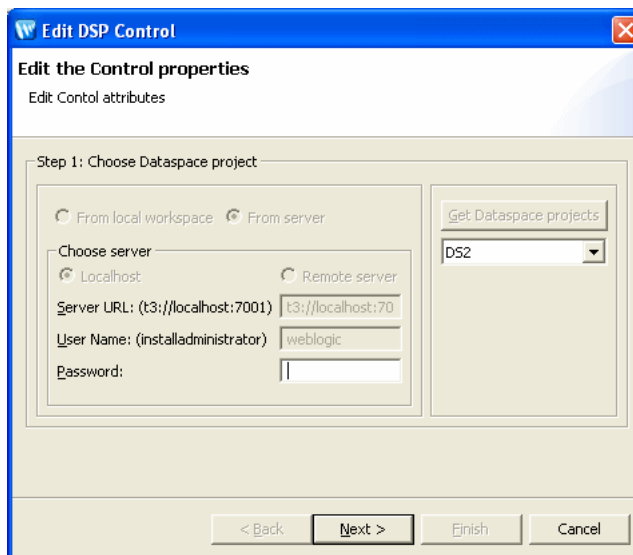 Edit DSP Control
Edit the Control properties
Edit Contol attributes
Step 1: Choose Dataspace project
From local workspace From server
Get Dataspace projects
DS2
Choose server
Localhost Remote server
Server URL: (t3://localhost:7001) t3://localhost:70
User Name: (installadministrator) weblogic
Password:
< Back Next > Finish Cancel